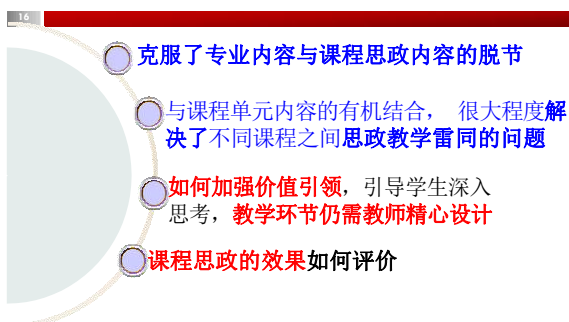 16
克服了专业内容与课程思政内容的脱节
与课程单元内容的有机结合， 很大程度解
决了不同课程之间思政教学雷同的问题
如何加强价值引领，引导学生深入
思考，教学环节仍需教师精心设计
课程思政的效果如何评价